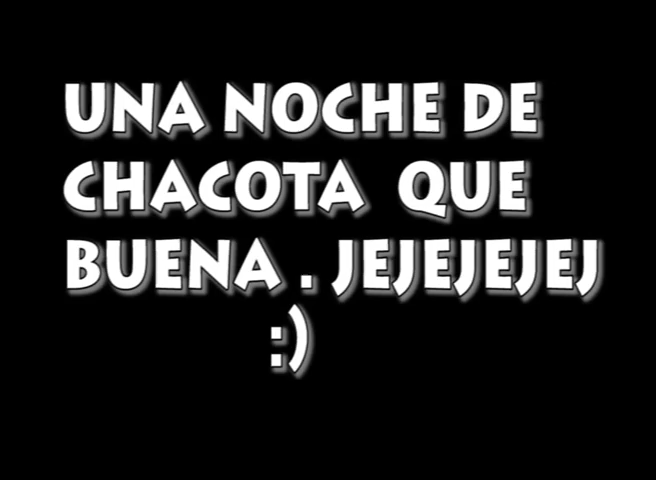 UNA NOCHE DE
CHACOTA QUE
BUENA . JEJEJEJEJ
:)